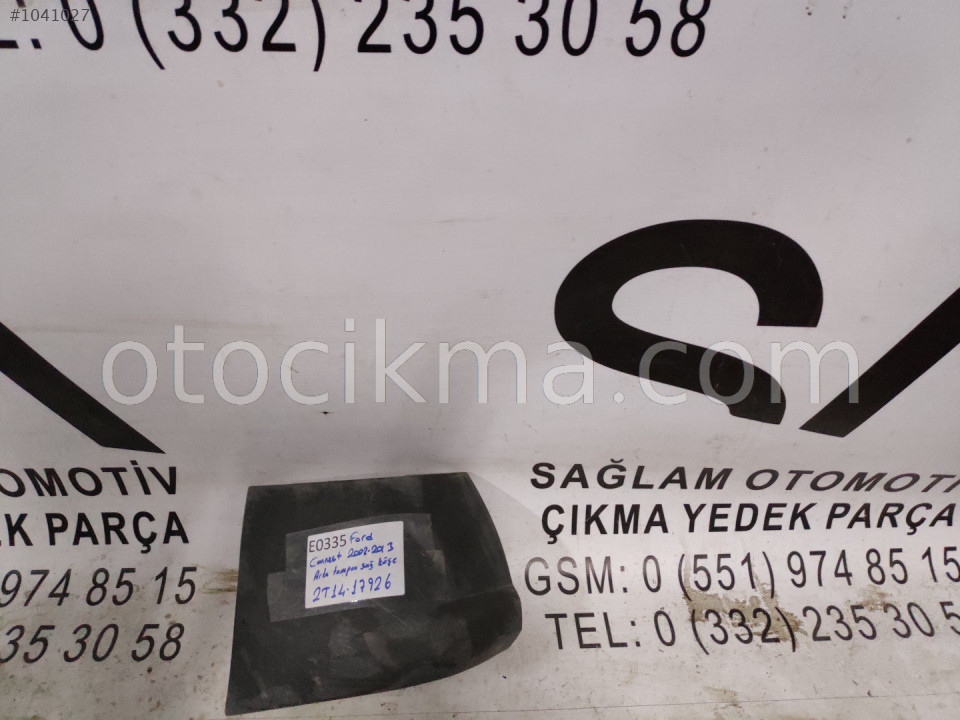 #1041027
: 0 (332) 235 30 58
otocikma.com
OTOMOTİV
EK PARÇA
974 85 15
35 30 58
SAĞLAM OTOMOTİ
ÇIKMA YEDEK PARÇA
GSM: 0 (551) 974 85 15
TEL: 0 (332) 235 30 5
E0335 Ford
Connect 2002-2013
Arka tampon sağ köşe
2T14-17926